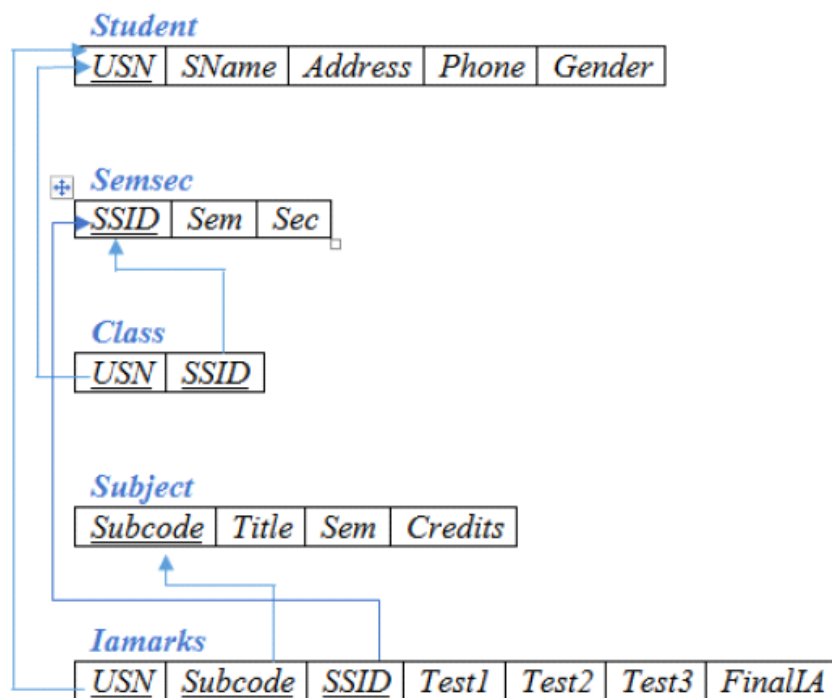 Student
USN SName Address Phone Gender
Semsec
SSID Sem Sec
Class
USN SSID
Subject
Subcode Title Sem Credits
Iamarks
USN Subcode SSID Test1 Test2 Test3 FinalIA